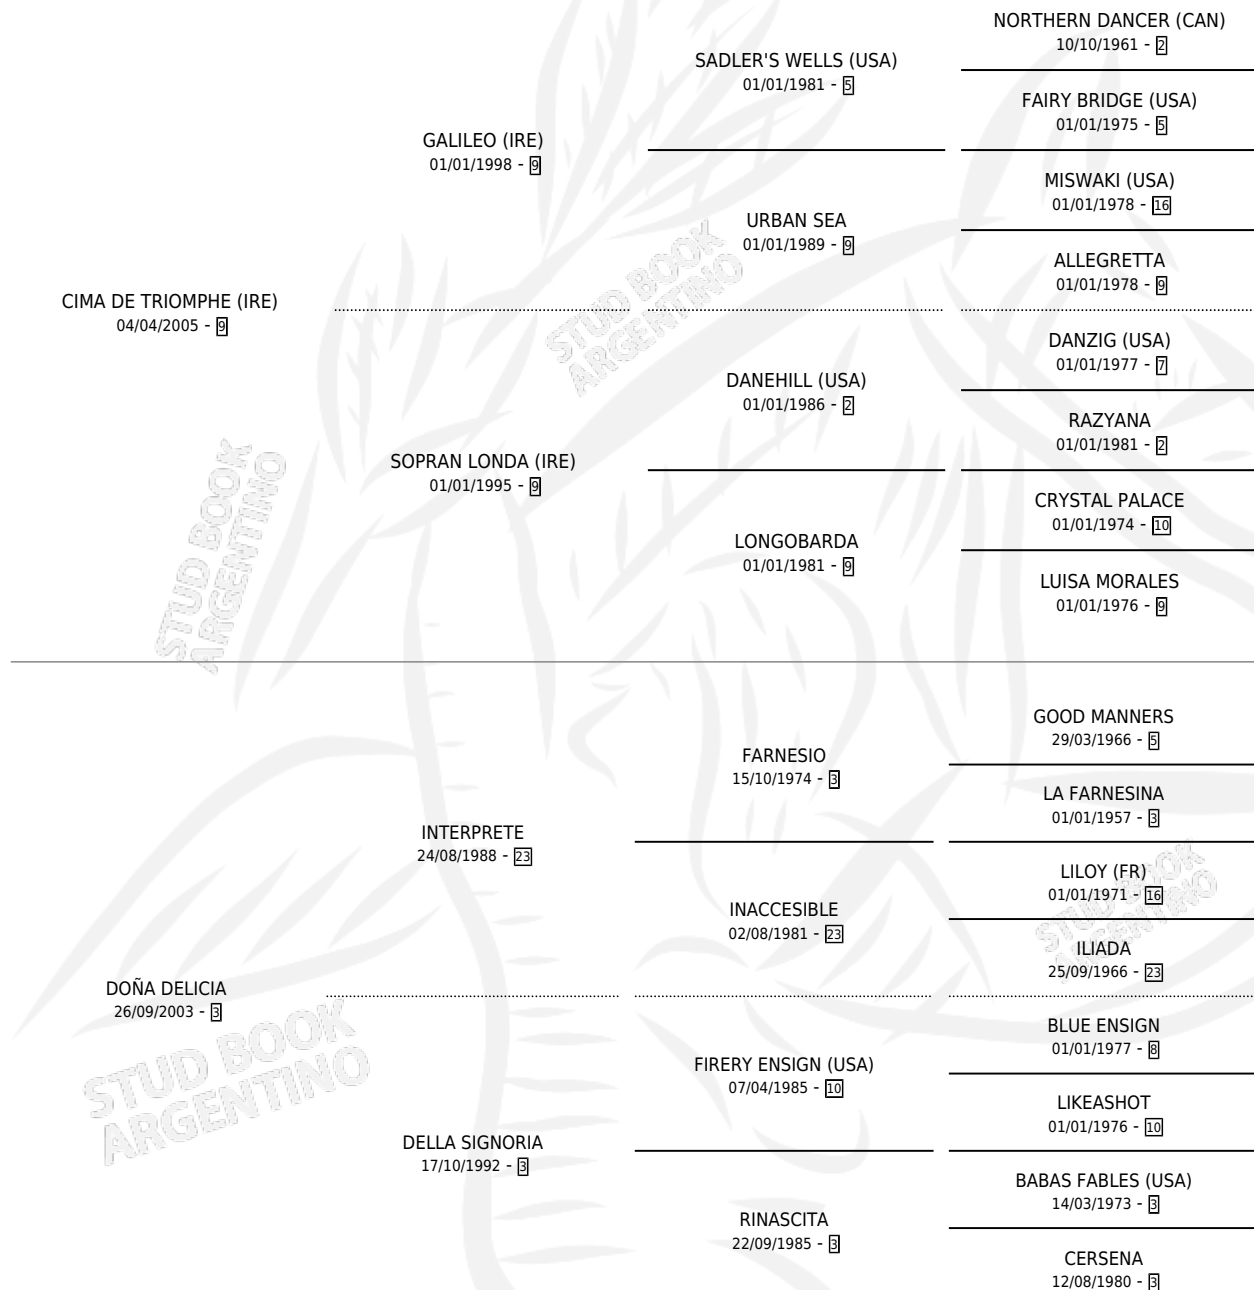 NORTHERN DANCER (CAN)
10/10/1961 - 2
SADLER'S WELLS (USA)
01/01/1981 - 5
FAIRY BRIDGE (USA)
01/01/1975 - 5
GALILEO (IRE)
01/01/1998 - 9
MISWAKI (USA)
01/01/1978 - 16
URBAN SEA
01/01/1989 - 9
ALLEGRETTA
01/01/1978 - 9
CIMA DE TRIOMPHE (IRE)
04/04/2005 - 9
STUD BOOK
ARGENTINO
DANZIG (USA)
01/01/1977 - 7
DANEHILL (USA)
01/01/1986 - 2
RAZYANA
01/01/1981 - 2
SOPRAN LONDA (IRE)
01/01/1995 - 9
CRYSTAL PALACE
01/01/1974 - 10
LONGOBARDA
01/01/1981 - 9
LUISA MORALES
01/01/1976 - 9
STUD BOOK
ARGENTINO
GOOD MANNERS
29/03/1966 - 5
FARNESIO
15/10/1974 - 3
LA FARNESINA
01/01/1957 - 3
INTERPRETE
24/08/1988 - 23
LILOY (FR)
01/01/1971 - 16
INACCESIBLE
02/08/1981 - 23
STUD BOOK
ARGENTINO
ILIADA
25/09/1966 - 23
DOÑA DELICIA
26/09/2003 - 3
BLUE ENSIGN
01/01/1977 - 8
FIRERY ENSIGN (USA)
07/04/1985 - 10
STUD BOOK
ARGENTINO
LIKEASHOT
01/01/1976 - 10
DELLA SIGNORIA
17/10/1992 - 3
BABAS FABLES (USA)
14/03/1973 - 3
RINASCITA
22/09/1985 - 3
CERSENA
12/08/1980 - 3